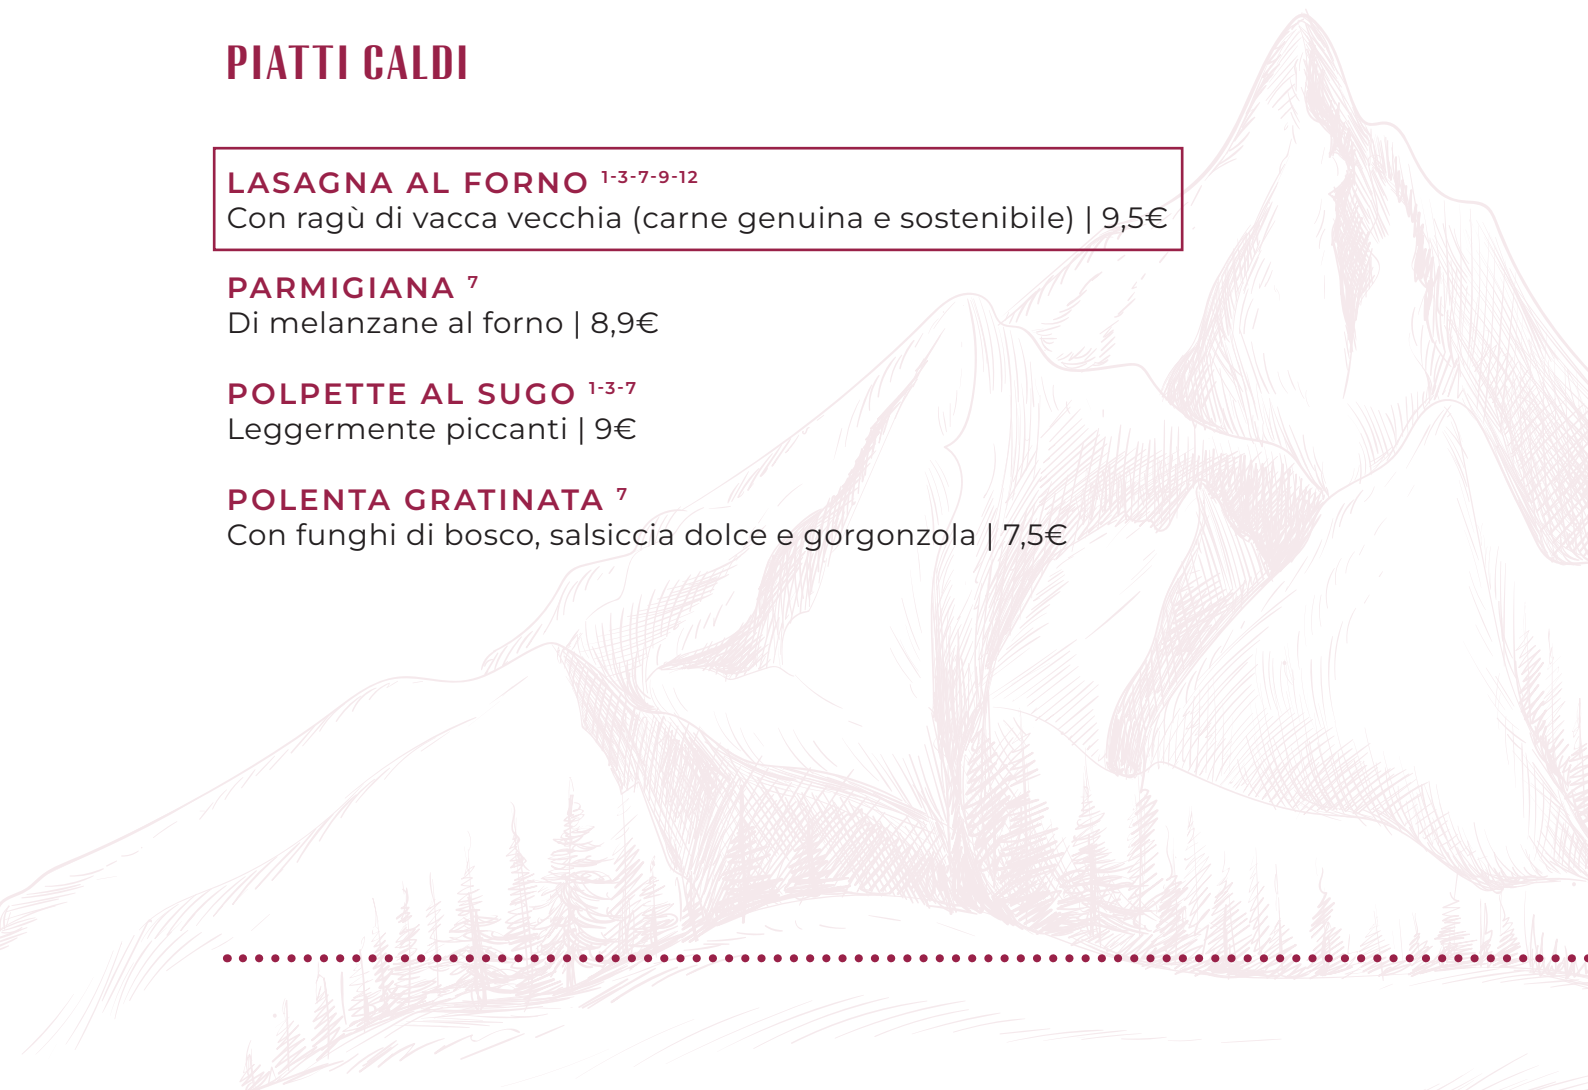 PIATTI CALDI
LASAGNA AL FORNO 1-3-7-9-12
Con ragù di vacca vecchia (carne genuina e sostenibile) | 9,5€
PARMIGIANA 7
Di melanzane al forno | 8,9€
POLPETTE AL SUGO 1-3-7
Leggermente piccanti | 9€
POLENTA GRATINATA 7
Con funghi di bosco, salsiccia dolce e gorgonzola | 7,5€